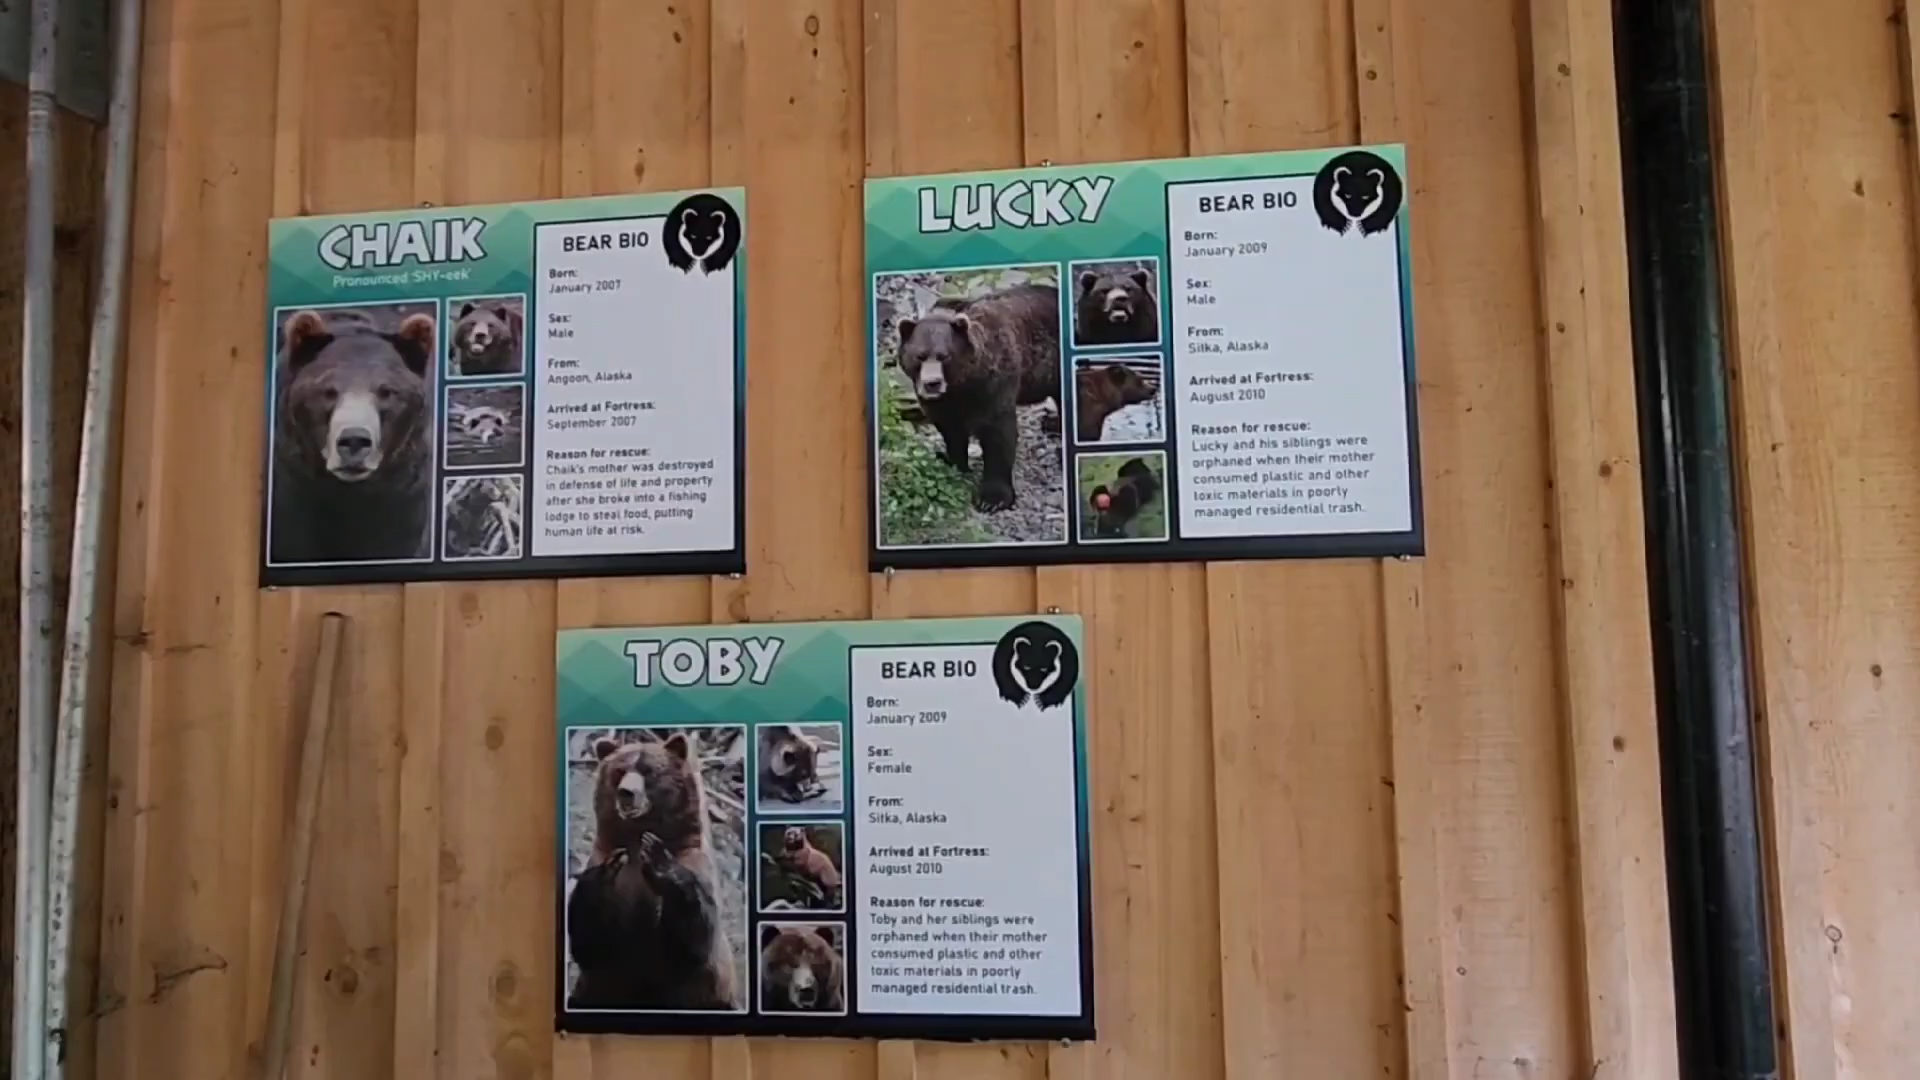 CHAIK
Pronounced 'SHY-eek'
BEAR BIO
Born:
January 2007
Sex:
Male
From:
Angoon, Alaska
Arrived at Fortress:
September 2007
Reason for rescue:
Chaik's mother was destroyed
in defense of life and property
after she broke into a fishing
lodge to steal food, putting
human life at risk.
LUCKY
BEAR BIO
Born:
January 2009
Sex:
Male
From:
Sitka, Alaska
Arrived at Fortress:
August 2010
Reason for rescue:
Lucky and his siblings were
orphaned when their mother
consumed plastic and other
toxic materials in poorly
managed residential trash.
TOBY
BEAR BIO
Born:
January 2009
Sex:
Female
From:
Sitka, Alaska
Arrived at Fortress:
August 2010
Reason for rescue:
Toby and her siblings were
orphaned when their mother
consumed plastic and other
toxic materials in poorly
managed residential trash.